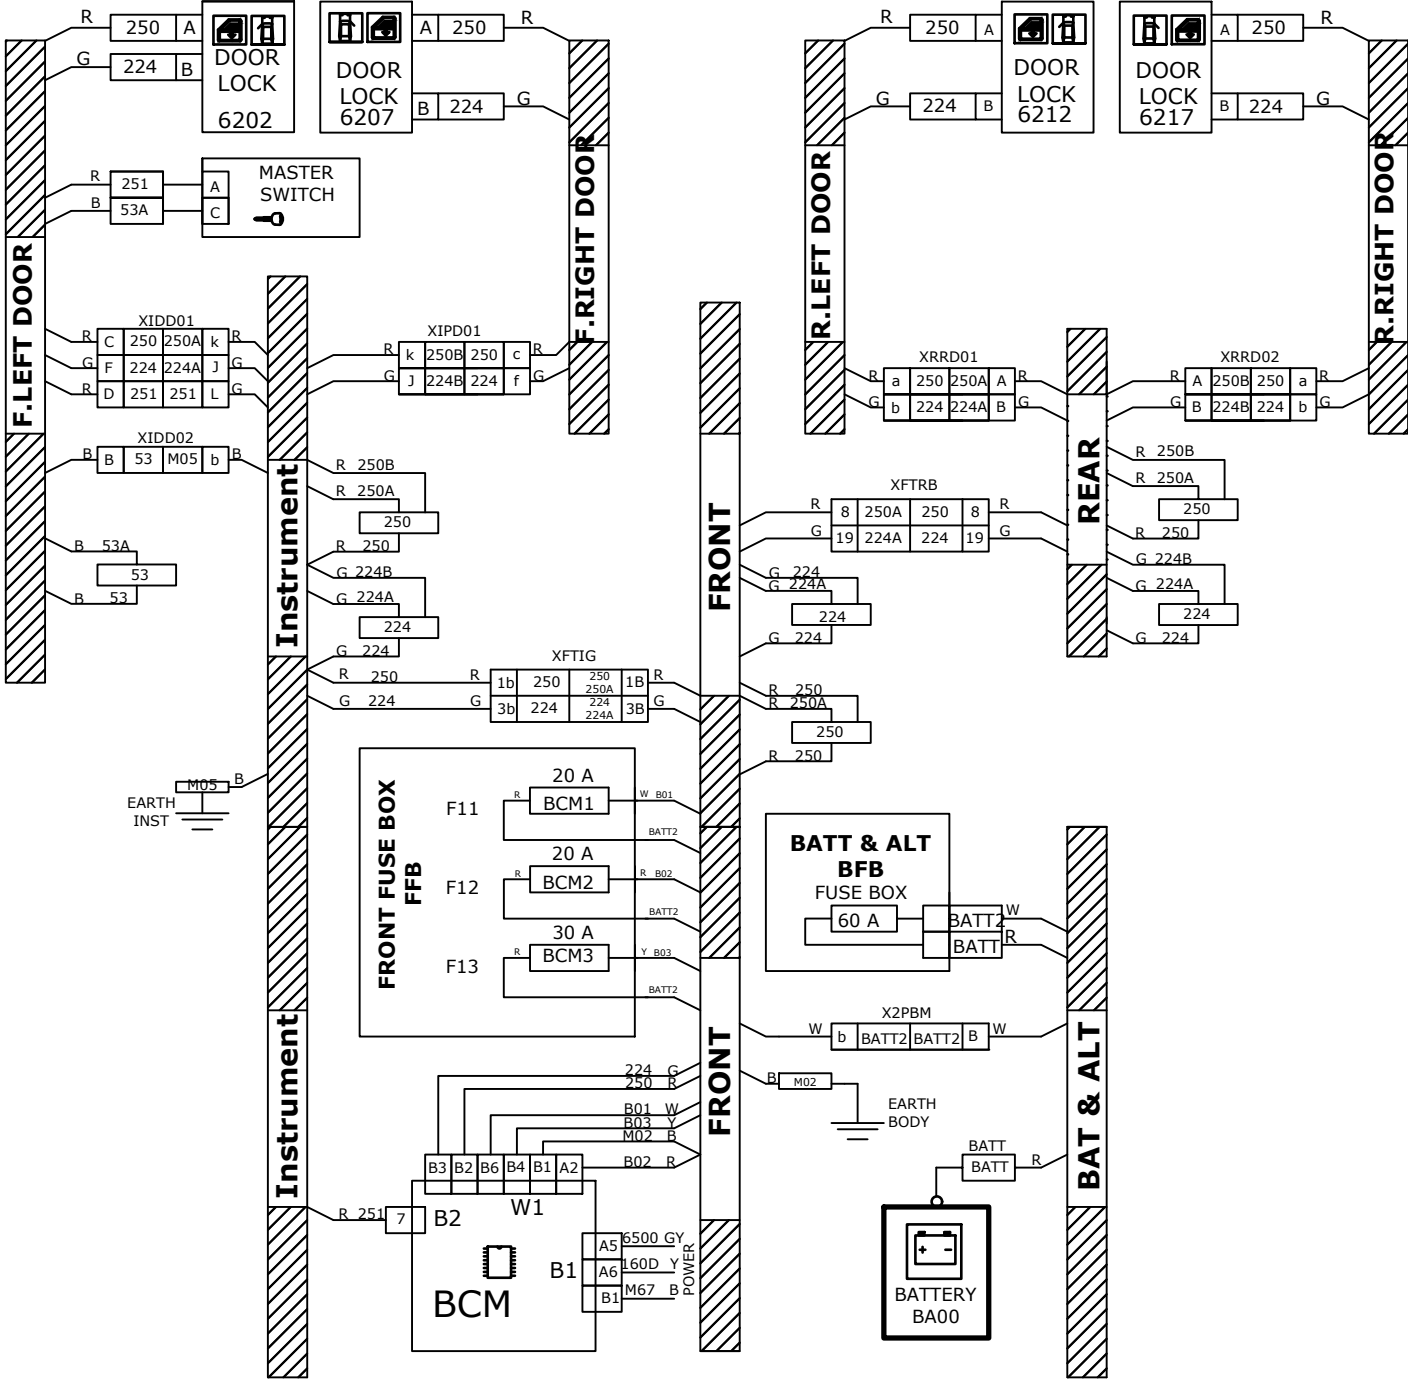 R 250 A
G 224 B
DOOR
LOCK
6202
A 250 R
B 224 G
DOOR
LOCK
6207
R 250 A
G 224 B
DOOR
LOCK
6212
A 250 R
B 224 G
DOOR
LOCK
6217
R 251 A
B 53A C
MASTER
SWITCH
F.LEFT DOOR
F.RIGHT DOOR
R.LEFT DOOR
R.RIGHT DOOR
XIDD01
R C 250 250A k R
G F 224 224A J G
R D 251 251 L G
XIPD01
R k 250B 250 c R
G J 224B 224 f G
XRRD01
R a 250 250A A R
G b 224 224A B G
XRRD02
R A 250B 250 a R
G B 224B 224 b G
XIDD02
B B 53 M05 b B
Instrument
R 250B
R 250A
250
R 250
G 224B
G 224A
224
G 224
B 53A
53
B 53
FRONT
XFTRB
R 8 250A 250 8 R
G 19 224A 224 19 G
REAR
R 250B
R 250A
250
R 250
G 224B
G 224A
224
G 224
G 224
G 224A
224
G 224
XFTIG
R 250 R 1b 250 250 250A 1B R
G 224 G 3b 224 224 224A 3B G
R 250
R 250A
250
R 250
M05 B
EARTH
INST
FRONT FUSE BOX
FFB
20 A
F11 R BCM1 W B01
BATT2
20 A
F12 R BCM2 R B02
BATT2
30 A
F13 R BCM3 Y B03
BATT2
BATT & ALT
BFB
FUSE BOX
60 A BATT2 W
BATT R
X2PBM
W b BATT2 BATT2 B W
Instrument
FRONT
BAT & ALT
B M02
EARTH
BODY
224 G
250 R
B01 W
B03 Y
M02 B
B02 R
B3 B2 B6 B4 B1 A2
W1
R 251 7 B2
B1
A5 6500 GY
A6 160D Y
B1 M67 B
POWER
BCM
BATT
BATT R
+ -
BATTERY
BA00